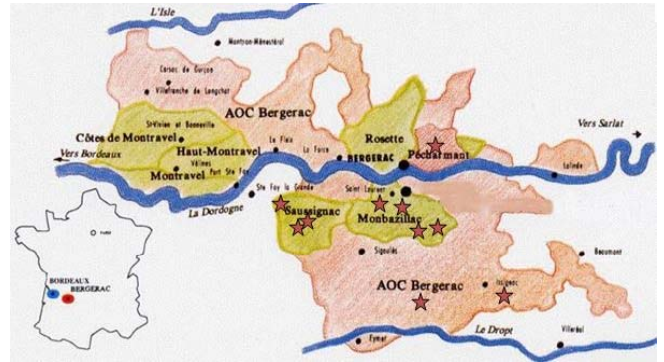 L'Isle
Montpon-Ménestérol
Carsac de Gurçon
Villefranche de Lonchat
AOC Bergerac
St-Vivien et Bonneville
Côtes de Montravel
Rosette
Pécharmant
Vers Sarlat
Haut-Montravel
Le Fleix
La Force
BERGERAC
Vers Bordeaux
Vélines
Montravel
Port Ste Foy
Lalinde
Ste Foy la Grande
Saint Laurent
La Dordogne
Saussignac
Monbazillac
Sigoulès
Beaumont
BORDEAUX
BERGERAC
AOC Bergerac
Issigeac
Eymet
Le Dropt
Villeréal